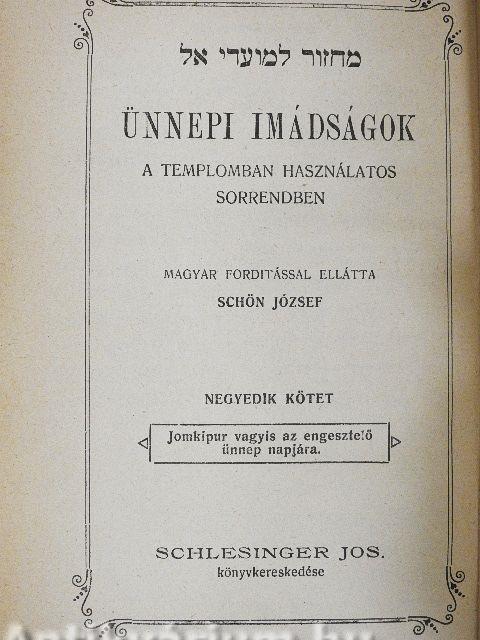 מחזור למועדי אל
ÜNNEPI IMÁDSÁGOK
A TEMPLOMBAN HASZNÁLATOS
SORRENDBEN
MAGYAR FORDITÁSSAL ELLÁTTA
SCHÖN JÓZSEF
NEGYEDIK KÖTET
Jomkipur vagyis az engesztelő
ünnep napjára.
SCHLESINGER JOS.
könyvkereskedése